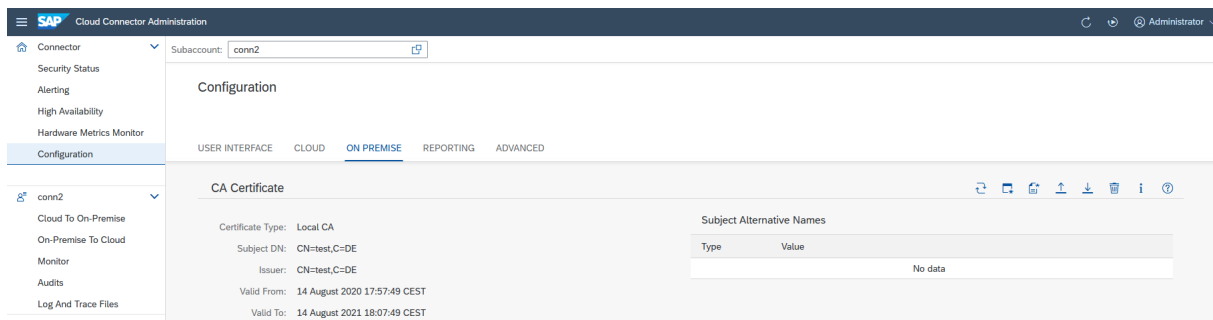 SAP Cloud Connector Administration Administrator
Connector
Subaccount: conn2
Security Status
Alerting
Configuration
High Availability
Hardware Metrics Monitor
Configuration
USER INTERFACE CLOUD ON PREMISE REPORTING ADVANCED
CA Certificate
conn2
Cloud To On-Premise
Certificate Type: Local CA
Subject Alternative Names
On-Premise To Cloud
Subject DN: CN=test,C=DE
Type Value
Monitor
Issuer: CN=test,C=DE
No data
Audits
Valid From: 14 August 2020 17:57:49 CEST
Log And Trace Files
Valid To: 14 August 2021 18:07:49 CEST